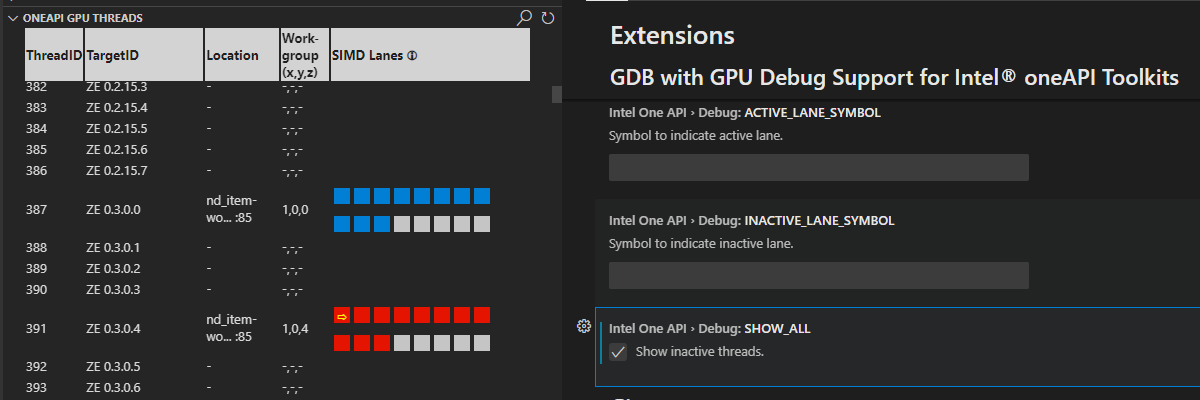 ONEAPI GPU THREADS
ThreadID TargetID Location Work-
group
(x,y,z) SIMD Lanes ⓘ
382 ZE 0.2.15.3 - -,-,-
383 ZE 0.2.15.4 - -,-,-
384 ZE 0.2.15.5 - -,-,-
385 ZE 0.2.15.6 - -,-,-
386 ZE 0.2.15.7 - -,-,-
387 ZE 0.3.0.0 nd_item-
wo... :85 1,0,0
388 ZE 0.3.0.1 - -,-,-
389 ZE 0.3.0.2 - -,-,-
390 ZE 0.3.0.3 - -,-,-
391 ZE 0.3.0.4 nd_item-
wo... :85 1,0,4 ⇨
392 ZE 0.3.0.5 - -,-,-
393 ZE 0.3.0.6 - -,-,-
Extensions
GDB with GPU Debug Support for Intel® oneAPI Toolkits
Intel One API › Debug: ACTIVE_LANE_SYMBOL
Symbol to indicate active lane.
Intel One API › Debug: INACTIVE_LANE_SYMBOL
Symbol to indicate inactive lane.
Intel One API › Debug: SHOW_ALL
Show inactive threads.